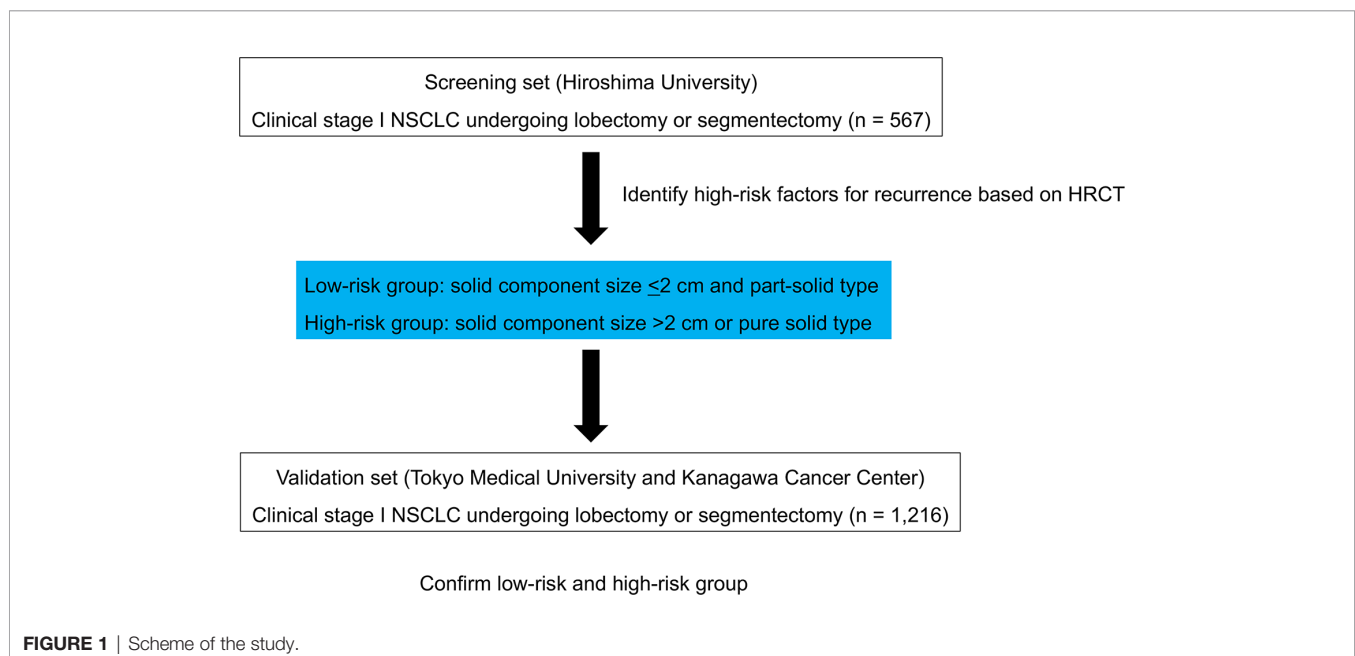 Screening set (Hiroshima University)
Clinical stage I NSCLC undergoing lobectomy or segmentectomy (n = 567)
Identify high-risk factors for recurrence based on HRCT
Low-risk group: solid component size ≤2 cm and part-solid type
High-risk group: solid component size >2 cm or pure solid type
Validation set (Tokyo Medical University and Kanagawa Cancer Center)
Clinical stage I NSCLC undergoing lobectomy or segmentectomy (n = 1,216)
Confirm low-risk and high-risk group
FIGURE 1 | Scheme of the study.